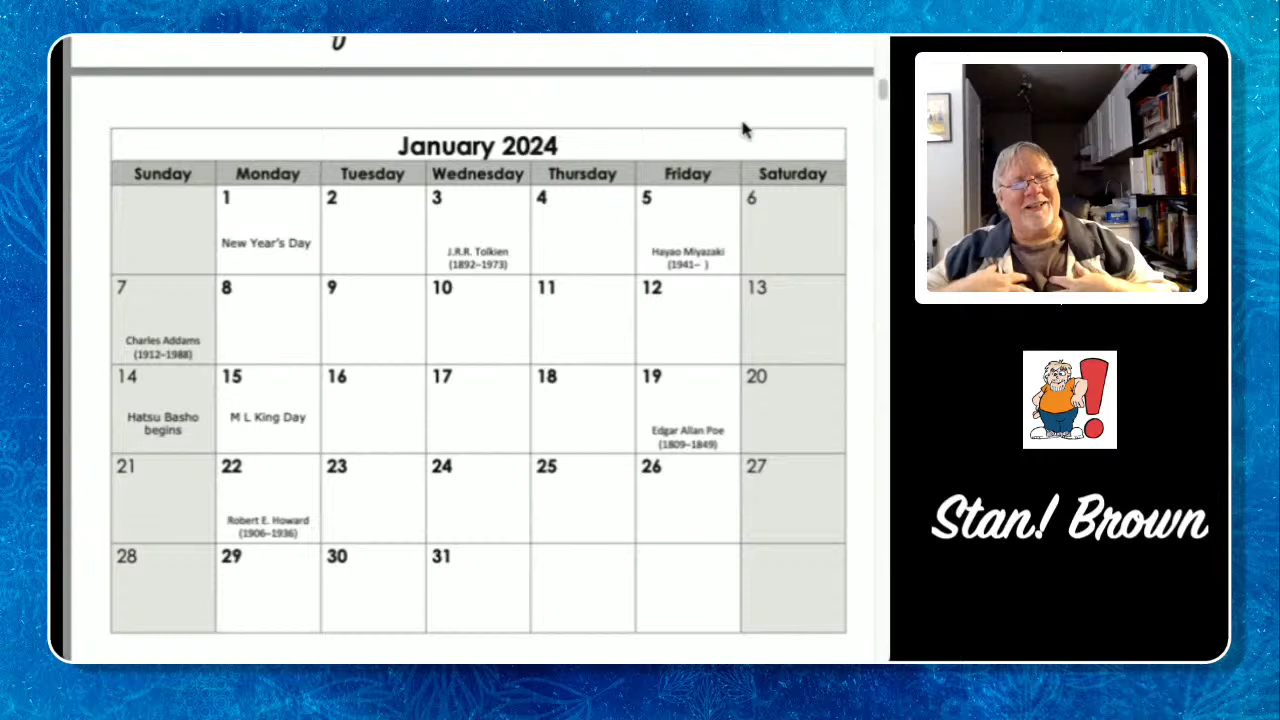 January 2024
Sunday Monday Tuesday Wednesday Thursday Friday Saturday
1 2 3 4 5 6
New Year's Day
J.R.R. Tolkien
(1892–1973)
Hayao Miyazaki
(1941– )
7 8 9 10 11 12 13
Charles Addams
(1912–1988)
14 15 16 17 18 19 20
Hatsu Basho
begins
M L King Day
Edgar Allan Poe
(1809–1849)
21 22 23 24 25 26 27
Robert E. Howard
(1906–1936)
28 29 30 31
Stan! Brown